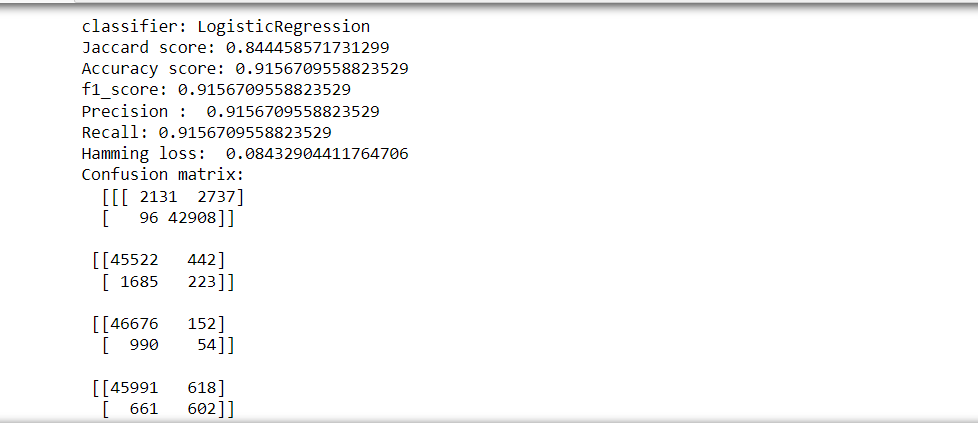 classifier: LogisticRegression
Jaccard score: 0.844458571731299
Accuracy score: 0.9156709558823529
f1_score: 0.9156709558823529
Precision :  0.9156709558823529
Recall: 0.9156709558823529
Hamming loss:  0.08432904411764706
Confusion matrix:
[[[ 2131  2737]
[   96 42908]]
[[45522   442]
[ 1685   223]]
[[46676   152]
[  990    54]]
[[45991   618]
[  661   602]]